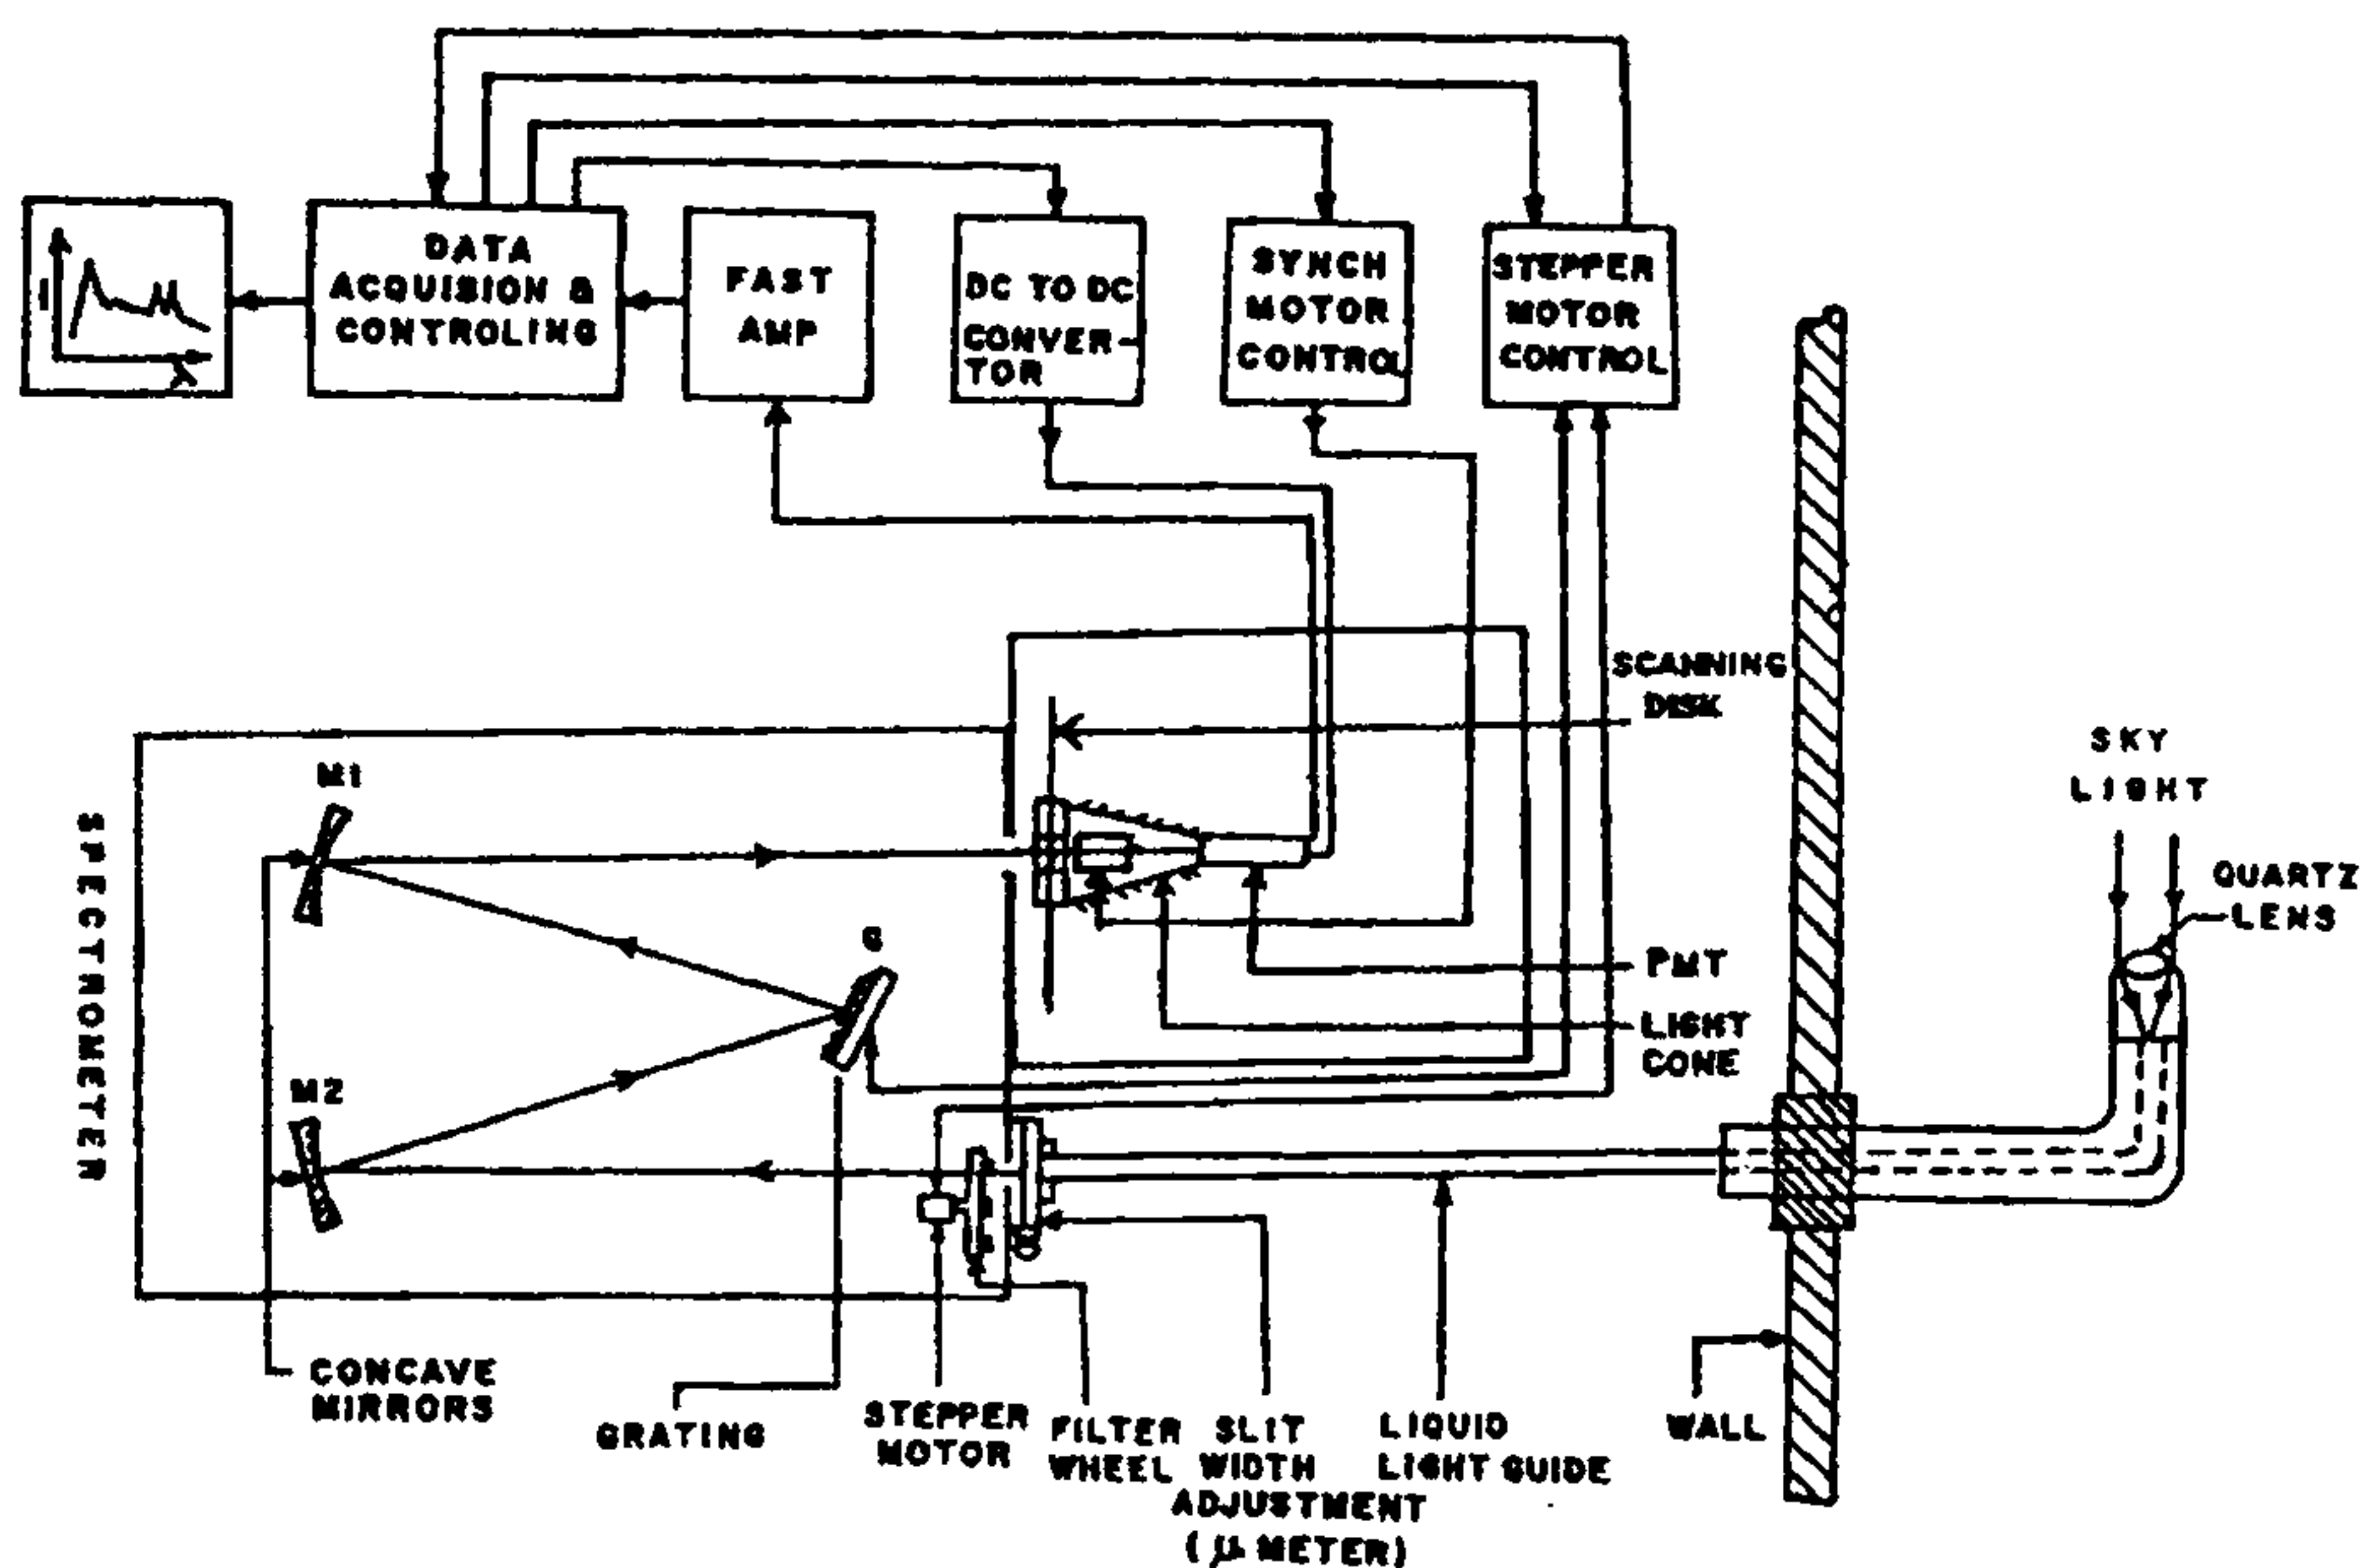 I
λ
DATA
ACQUISION &
CONTROLING
FAST
AMP
DC TO DC
CONVER-
TOR
SYNCH
MOTOR
CONTROL
STEPPER
MOTOR
CONTROL
SCANNING
DISK
SKY
LIGHT
QUARTZ
LENS
SPECTROMETER
M1
G
M2
PMT
LIGHT
CONE
CONCAVE
MIRRORS
GRATING
STEPPER
MOTOR
FILTER
WHEEL
SLIT
WIDTH
ADJUSTMENT
(μ METER)
LIQUID
LIGHT GUIDE
WALL